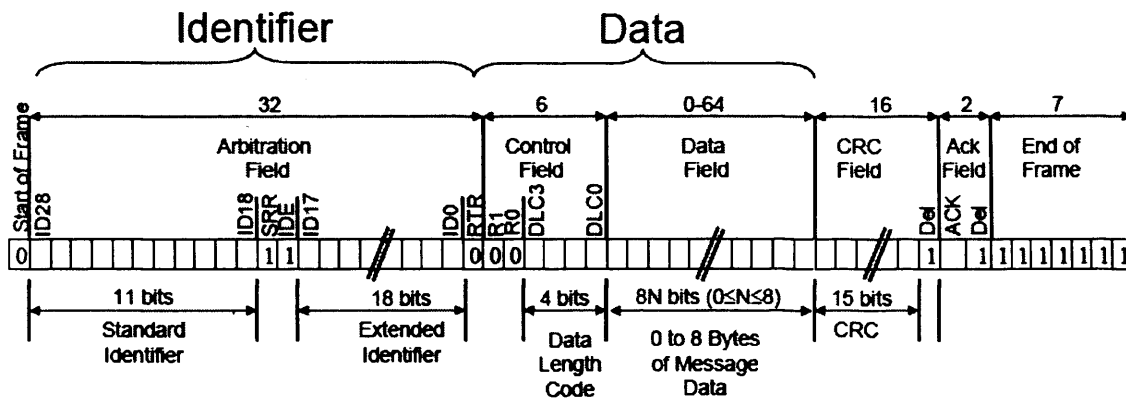 Identifier Data
32 6 0-64 16 2 7
Start of Frame
Arbitration Field
Control Field
Data Field
CRC Field
Ack Field
End of Frame
ID28 ID18 SRR IDE ID17 ID0 RTR R1 R0 DLC3 DLC0 Del ACK Del
0 1 1 0 0 0 1 1 1 1 1 1 1 1 1
11 bits 18 bits 4 bits 8N bits (0≤N≤8) 15 bits
Standard Identifier
Extended Identifier
Data Length Code
0 to 8 Bytes of Message Data
CRC